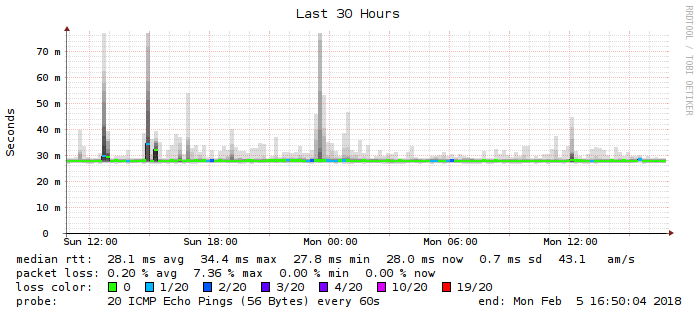 Last 30 Hours
RRDTOOL / TOBI OETIKER
Seconds
70 m
60 m
50 m
40 m
30 m
20 m
10 m
0
Sun 12:00 Sun 18:00 Mon 00:00 Mon 06:00 Mon 12:00
median rtt: 28.1 ms avg 34.4 ms max 27.8 ms min 28.0 ms now 0.7 ms sd 43.1 am/s
packet loss: 0.20 % avg 7.36 % max 0.00 % min 0.00 % now
loss color: 0 1/20 2/20 3/20 4/20 10/20 19/20
probe: 20 ICMP Echo Pings (56 Bytes) every 60s end: Mon Feb 5 16:50:04 2018